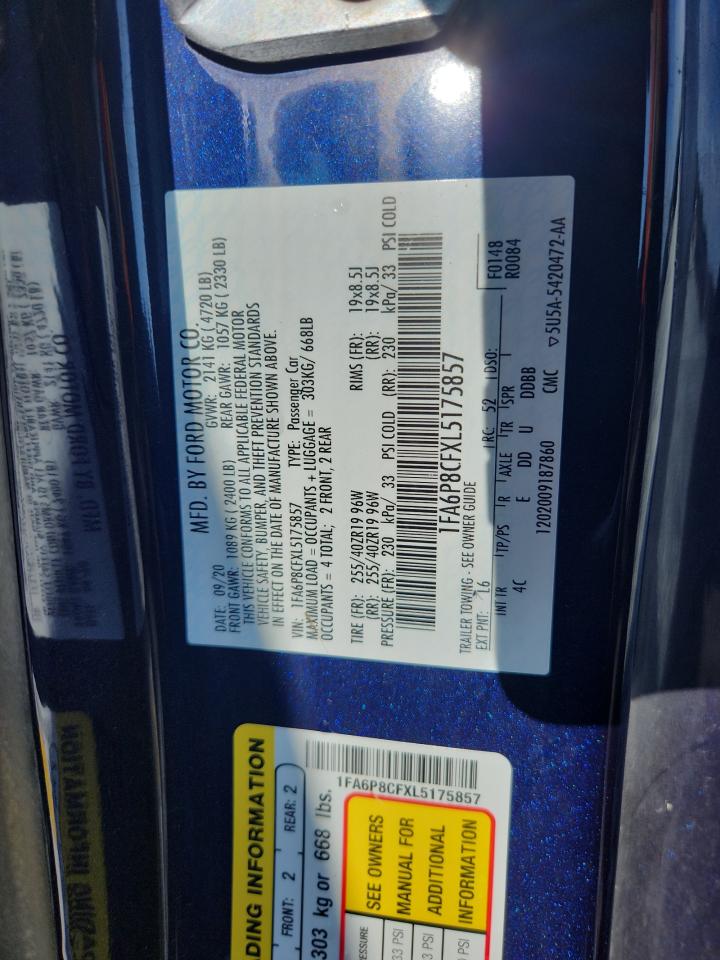 MFD. BY FORD MOTOR CO.
DATE: 09/20 GVWR: 2141 KG ( 4720 LB)
FRONT GAWR: 1089 KG ( 2400 LB) REAR GAWR: 1057 KG ( 2330 LB)
THIS VEHICLE CONFORMS TO ALL APPLICABLE FEDERAL MOTOR
VEHICLE SAFETY, BUMPER, AND THEFT PREVENTION STANDARDS
IN EFFECT ON THE DATE OF MANUFACTURE SHOWN ABOVE.
VIN: 1FA6P8CFXL5175857 TYPE: Passenger Car
MAXIMUM LOAD = OCCUPANTS + LUGGAGE = 303KG/ 668LB
OCCUPANTS = 4 TOTAL; 2 FRONT, 2 REAR
TIRE (FR): 255/40ZR19 96W RIMS (FR): 19x8.5J
(RR): 255/40ZR19 96W (RR): 19x8.5J
PRESSURE (FR): 230 kPa/ 33 PSI COLD (RR): 230 kPa/ 33 PSI COLD
1FA6P8CFXL5175857
TRAILER TOWING - SEE OWNER GUIDE
EXT PNT: L6 RC: 52 DSO: F0148
INT TR TP/PS R AXLE TR SPR R0084
4C E DD U DDBB
1202009187860 CMC ▽5U5A-5420472-AA
DING INFORMATION
FRONT: 2 REAR: 2
303 kg or 668 lbs.
1FA6P8CFXL5175857
SEE OWNERS
MANUAL FOR
ADDITIONAL
INFORMATION
33 PSI
PSI
PSI